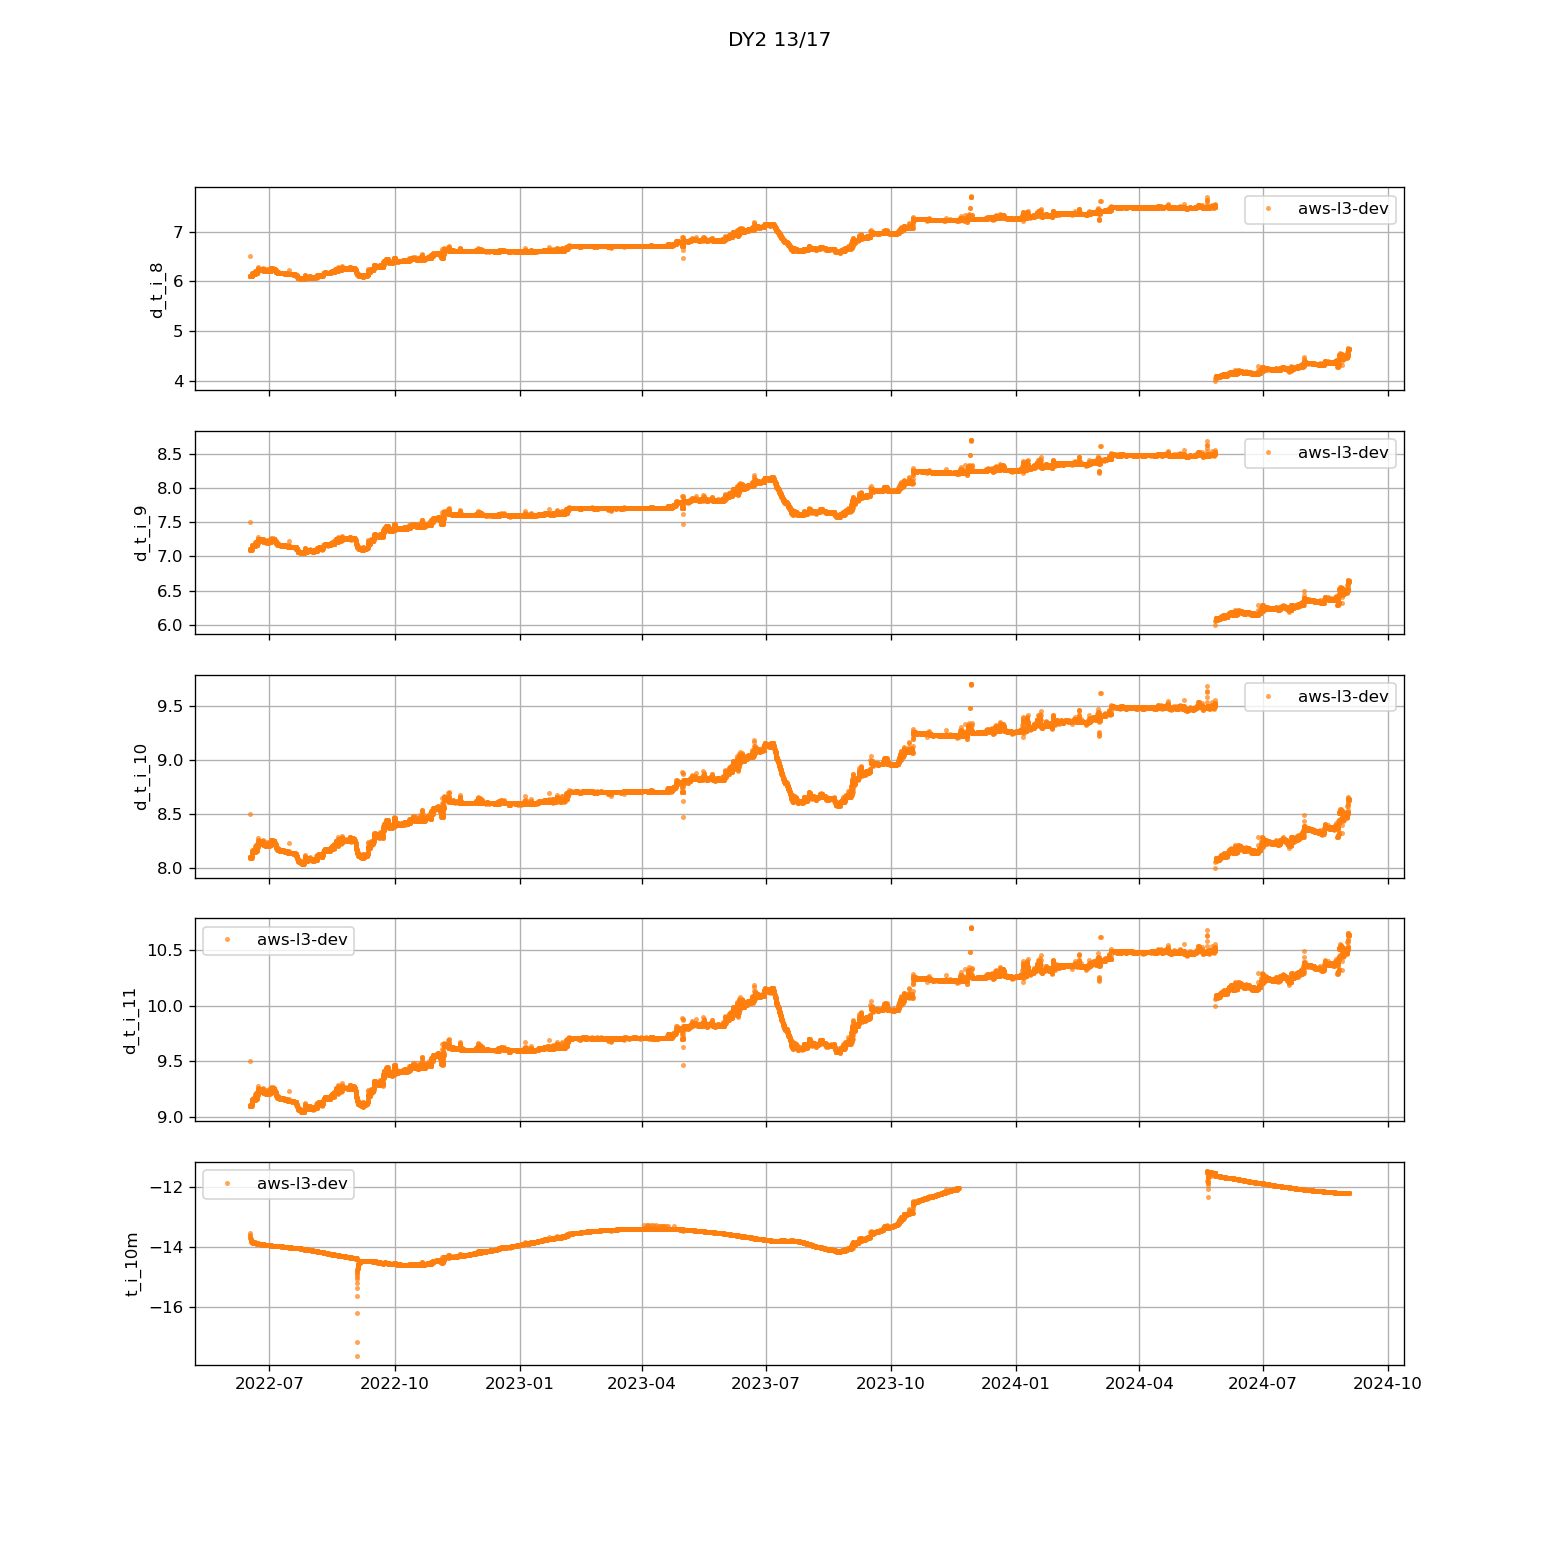 DY2 13/17
7
6
5
4
d_t_i_8
aws-l3-dev
8.5
8.0
7.5
7.0
6.5
6.0
d_t_i_9
aws-l3-dev
9.5
9.0
8.5
8.0
d_t_i_10
aws-l3-dev
10.5
10.0
9.5
9.0
d_t_i_11
aws-l3-dev
−12
−14
−16
t_i_10m
aws-l3-dev
2022-07 2022-10 2023-01 2023-04 2023-07 2023-10 2024-01 2024-04 2024-07 2024-10